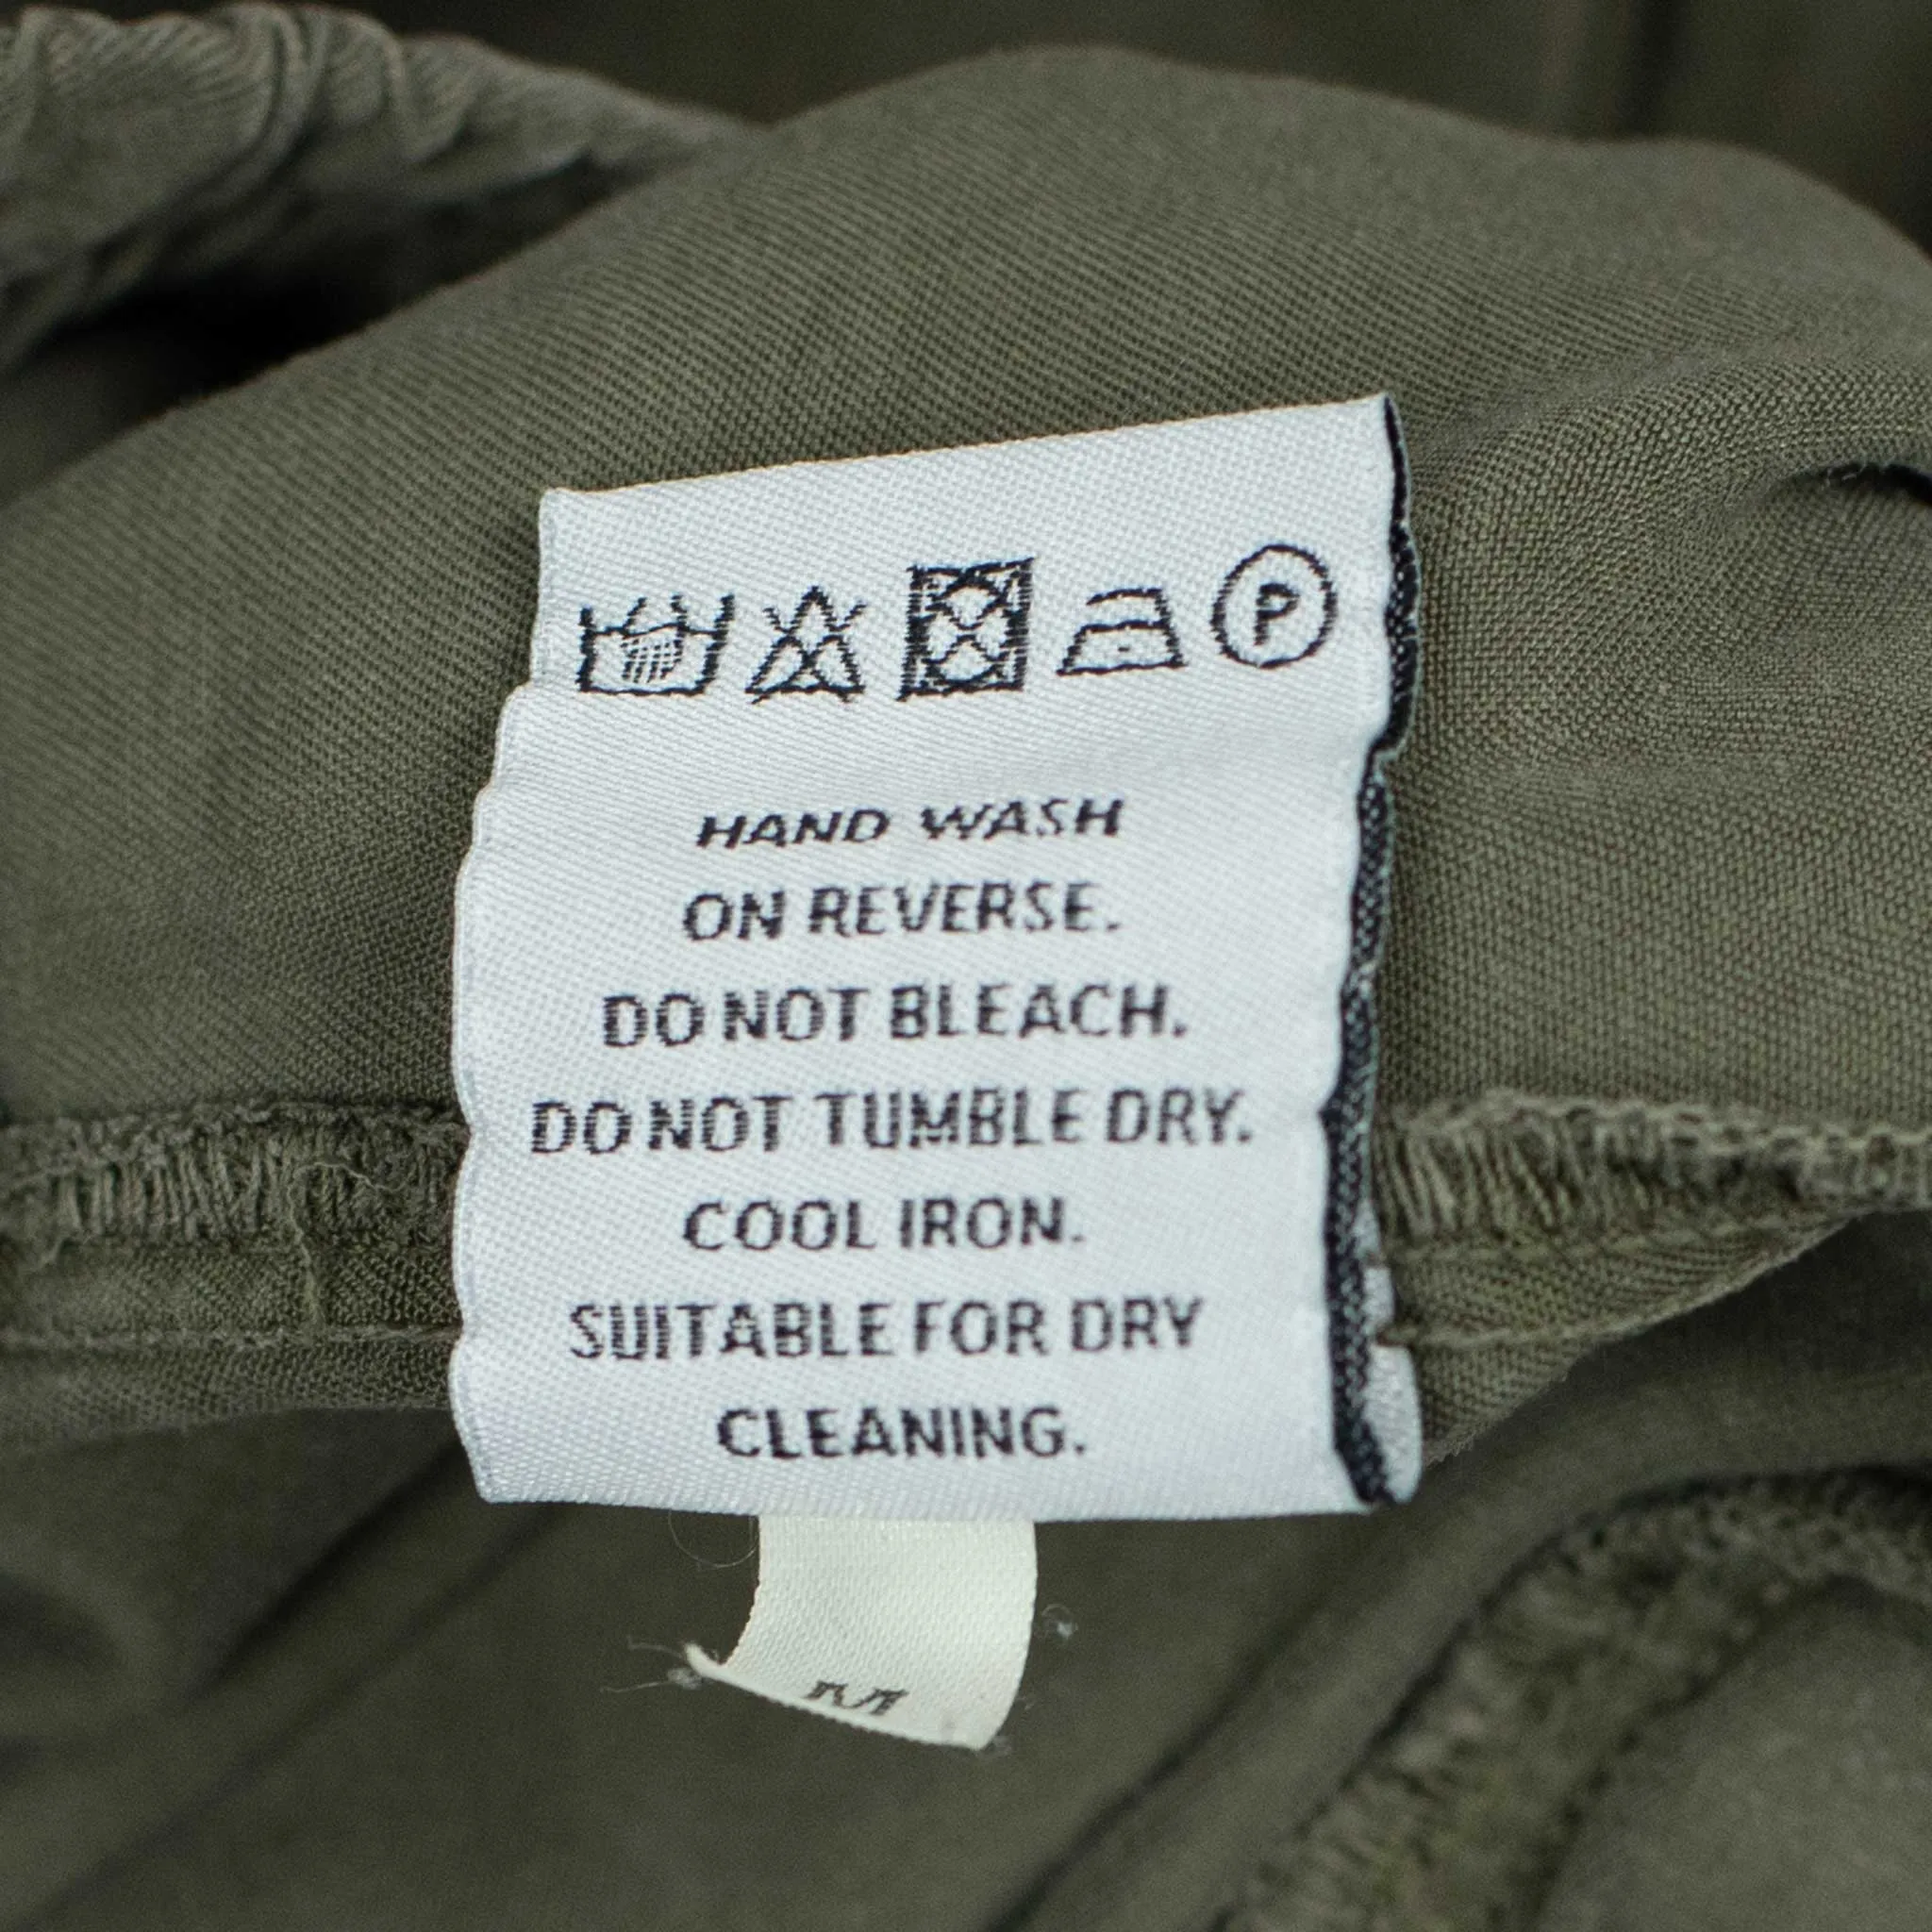 P
HAND WASH
ON REVERSE.
DO NOT BLEACH.
DO NOT TUMBLE DRY.
COOL IRON.
SUITABLE FOR DRY
CLEANING.
M